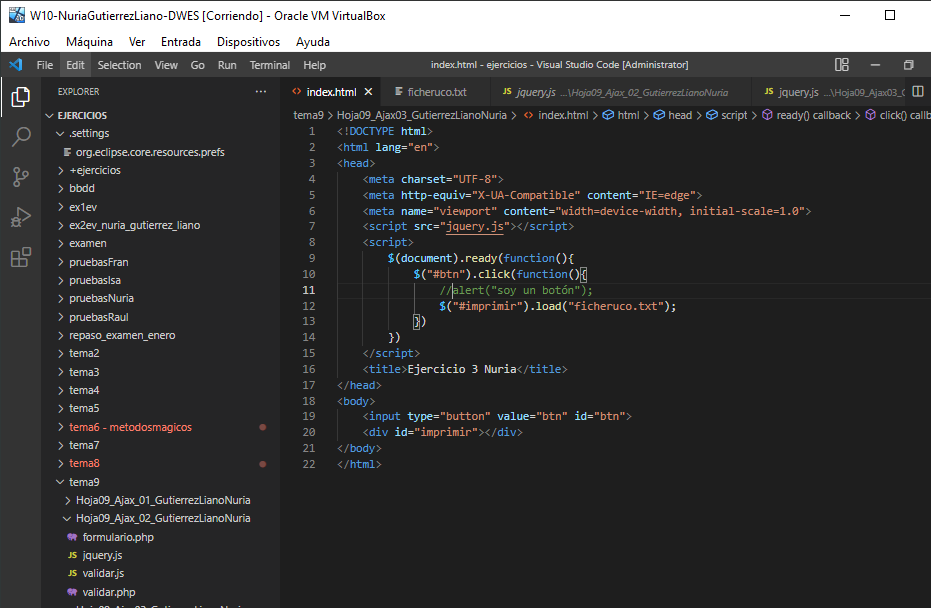 W10-NuriaGutierrezLiano-DWES [Corriendo] - Oracle VM VirtualBox
Archivo Máquina Ver Entrada Dispositivos Ayuda
File Edit Selection View Go Run Terminal Help index.html - ejercicios - Visual Studio Code [Administrator]
EXPLORER ···
index.html ficheruco.txt JS jquery.js ...\Hoja09_Ajax_02_GutierrezLianoNuria JS jquery.js
tema9 > Hoja09_Ajax03_GutierrezLianoNuria > index.html > html > head > script > ready() callback > click() callb
EJERCICIOS
.settings
org.eclipse.core.resources.prefs
+ejercicios
bbdd
ex1ev
ex2ev_nuria_gutierrez_liano
examen
pruebasFran
pruebasIsa
pruebasNuria
pruebasRaul
repaso_examen_enero
tema2
tema3
tema4
tema5
tema6 - metodosmagicos
tema7
tema8
tema9
Hoja09_Ajax_01_GutierrezLianoNuria
Hoja09_Ajax_02_GutierrezLianoNuria
formulario.php
JS jquery.js
JS validar.js
validar.php
1 <!DOCTYPE html>
2 <html lang="en">
3 <head>
4 <meta charset="UTF-8">
5 <meta http-equiv="X-UA-Compatible" content="IE=edge">
6 <meta name="viewport" content="width=device-width, initial-scale=1.0">
7 <script src="jquery.js"></script>
8 <script>
9 $(document).ready(function(){
10 $("#btn").click(function(){
11 //alert("soy un botón");
12 $("#imprimir").load("ficheruco.txt");
13 })
14 })
15 </script>
16 <title>Ejercicio 3 Nuria</title>
17 </head>
18 <body>
19 <input type="button" value="btn" id="btn">
20 <div id="imprimir"></div>
21 </body>
22 </html>